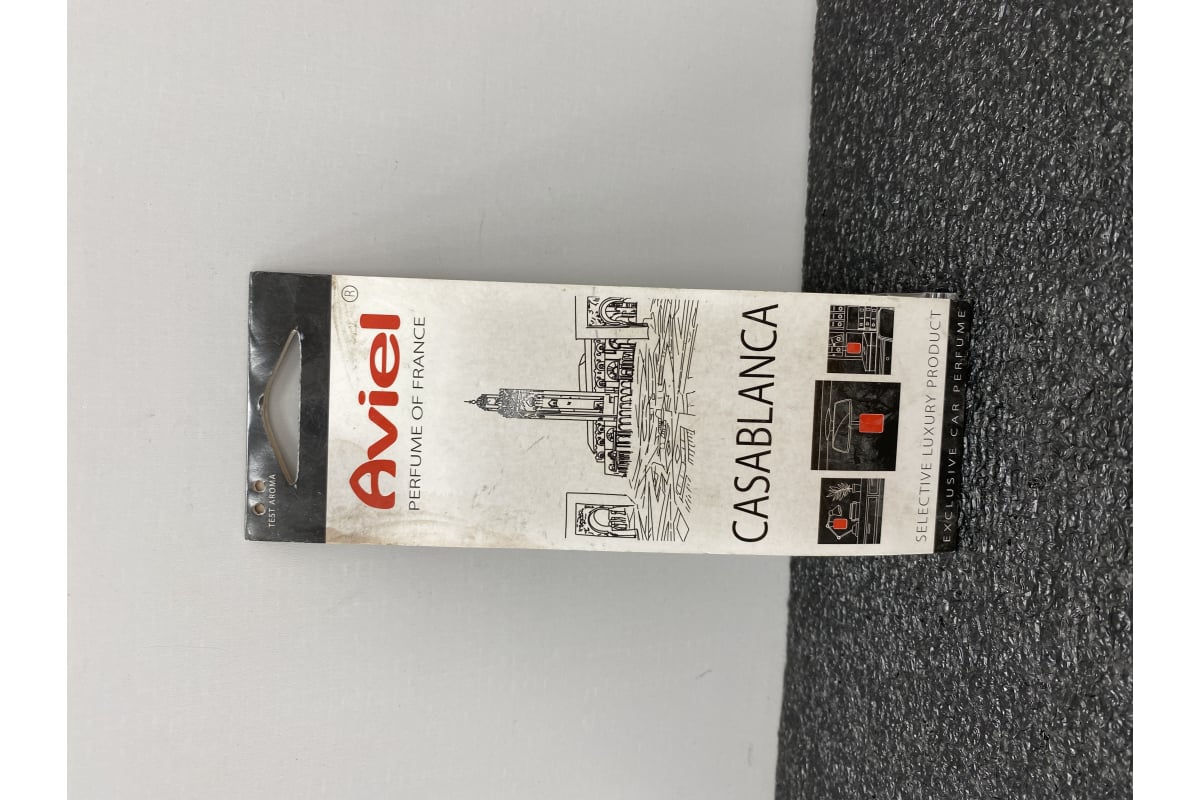 TEST AROMA
Aviel ®
PERFUME OF FRANCE
CASABLANCA
SELECTIVE LUXURY PRODUCT
EXCLUSIVE CAR PERFUME